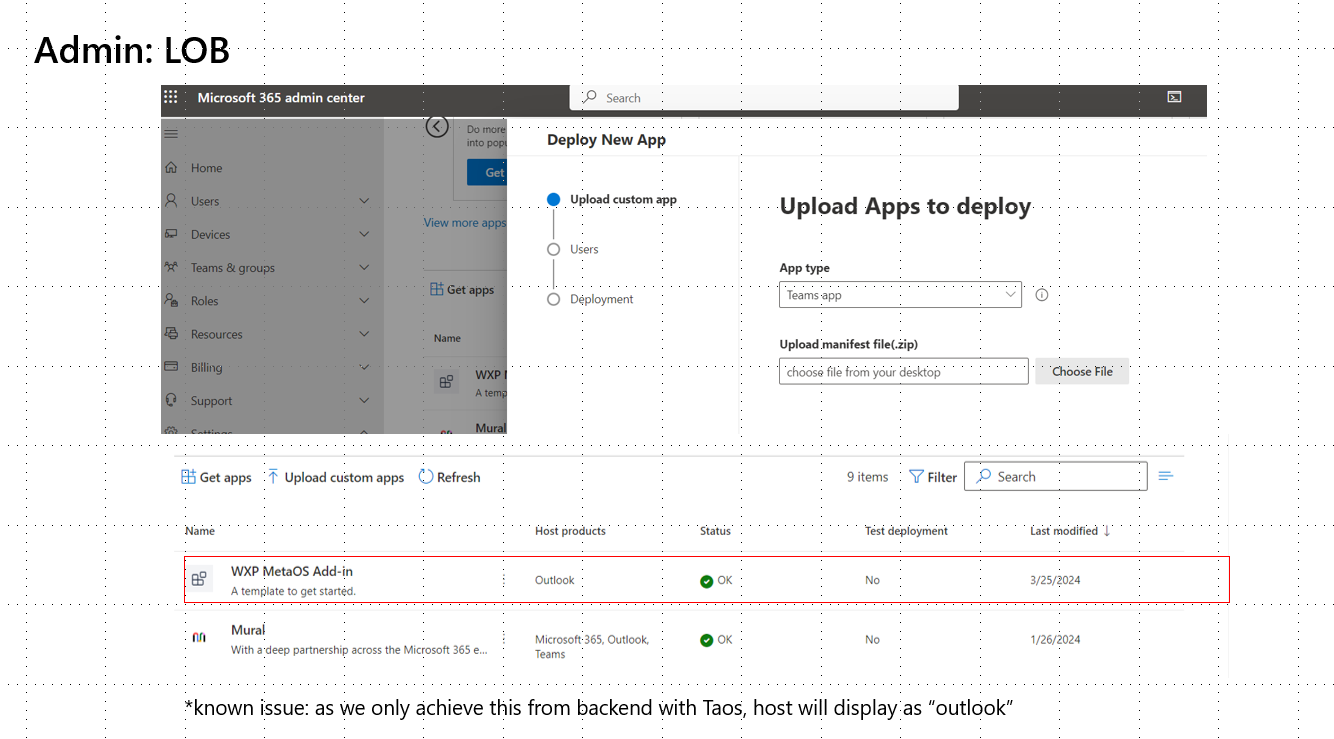 Admin: LOB
Microsoft 365 admin center
Search
Do more
into popu
Get
View more apps
Get apps
Name
WXP
A temp
Mural
Home
Users
Devices
Teams & groups
Roles
Resources
Billing
Support
Settings
Deploy New App
Upload custom app
Users
Deployment
Upload Apps to deploy
App type
Teams app
Upload manifest file(.zip)
choose file from your desktop
Choose File
Get apps
Upload custom apps
Refresh
9 items
Filter
Search
Name Host products Status Test deployment Last modified ↓
WXP MetaOS Add-in
A template to get started.
Outlook
OK
No
3/25/2024
Mural
With a deep partnership across the Microsoft 365 e...
Microsoft 365, Outlook,
Teams
OK
No
1/26/2024
*known issue: as we only achieve this from backend with Taos, host will display as “outlook”